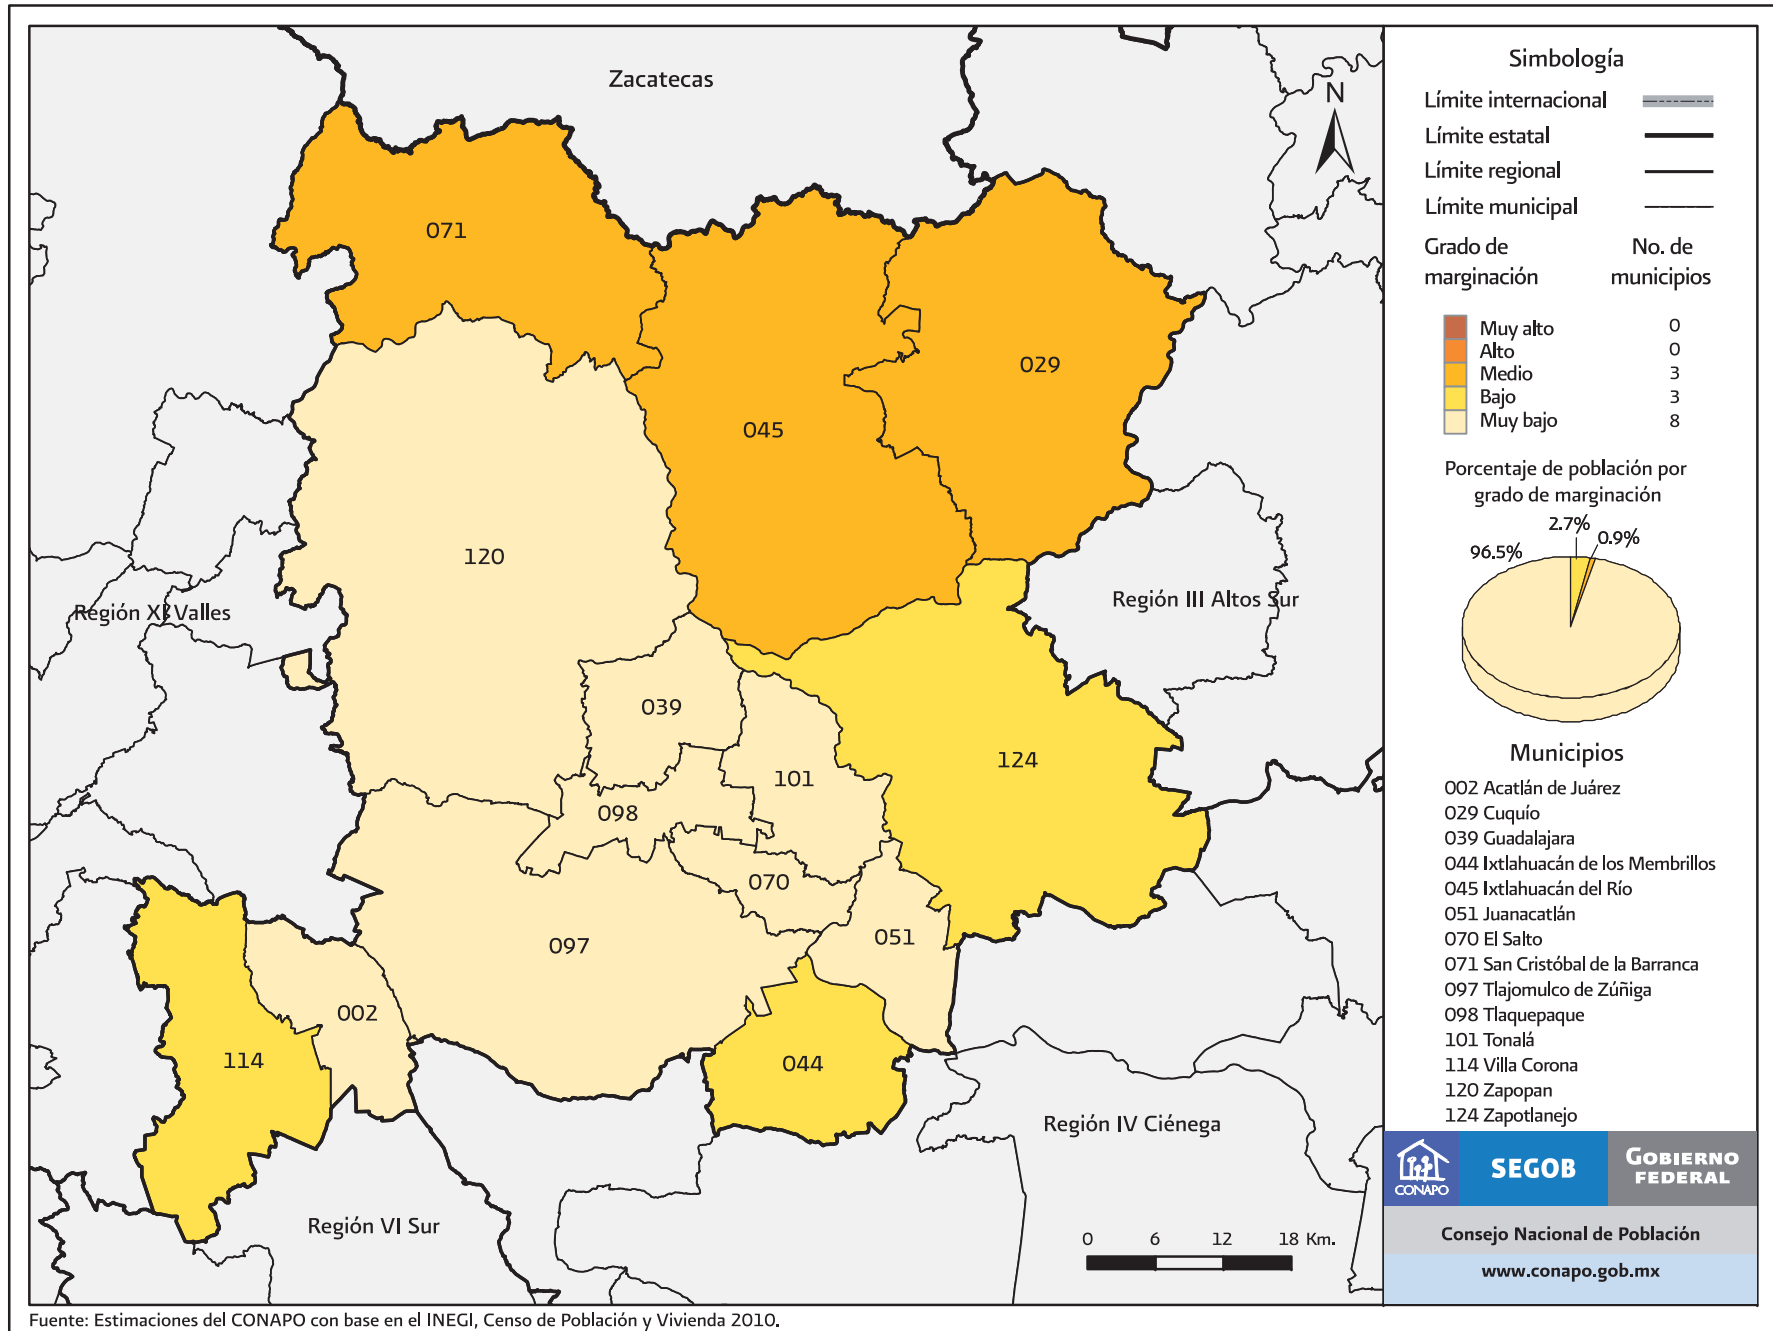 Zacatecas
N
071
029
045
120
Región XI Valles
Región III Altos Sur
039
124
101
098
070
051
097
002
114
044
Región IV Ciénega
Región VI Sur
0 6 12 18 Km.
Simbología
Límite internacional
Límite estatal
Límite regional
Límite municipal
Grado de marginación
No. de municipios
Muy alto 0
Alto 0
Medio 3
Bajo 3
Muy bajo 8
Porcentaje de población por
grado de marginación
2.7%
0.9%
96.5%
Municipios
002 Acatlán de Juárez
029 Cuquío
039 Guadalajara
044 Ixtlahuacán de los Membrillos
045 Ixtlahuacán del Río
051 Juanacatlán
070 El Salto
071 San Cristóbal de la Barranca
097 Tlajomulco de Zúñiga
098 Tlaquepaque
101 Tonalá
114 Villa Corona
120 Zapopan
124 Zapotlanejo
CONAPO
SEGOB
GOBIERNO
FEDERAL
Consejo Nacional de Población
www.conapo.gob.mx
Fuente: Estimaciones del CONAPO con base en el INEGI, Censo de Población y Vivienda 2010.